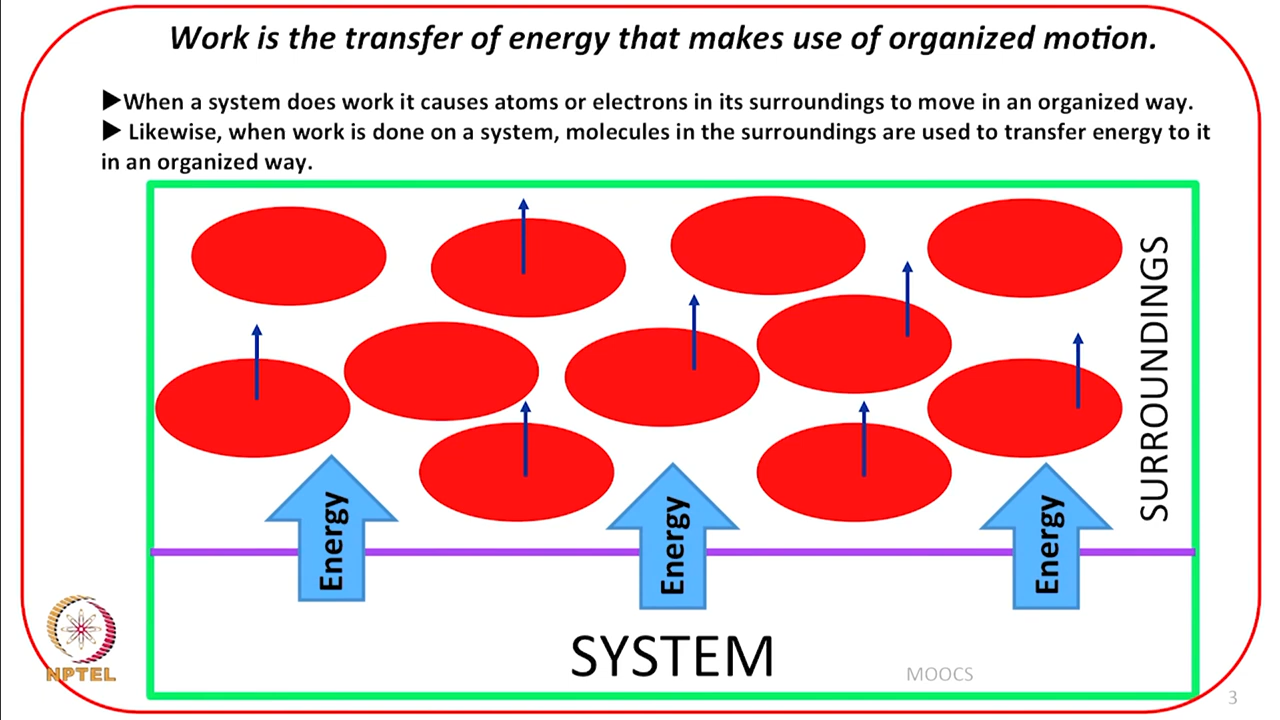 Work is the transfer of energy that makes use of organized motion.
▶When a system does work it causes atoms or electrons in its surroundings to move in an organized way.
▶ Likewise, when work is done on a system, molecules in the surroundings are used to transfer energy to it
in an organized way.
SURROUNDINGS
Energy
Energy
Energy
SYSTEM
MOOCS
NPTEL
3